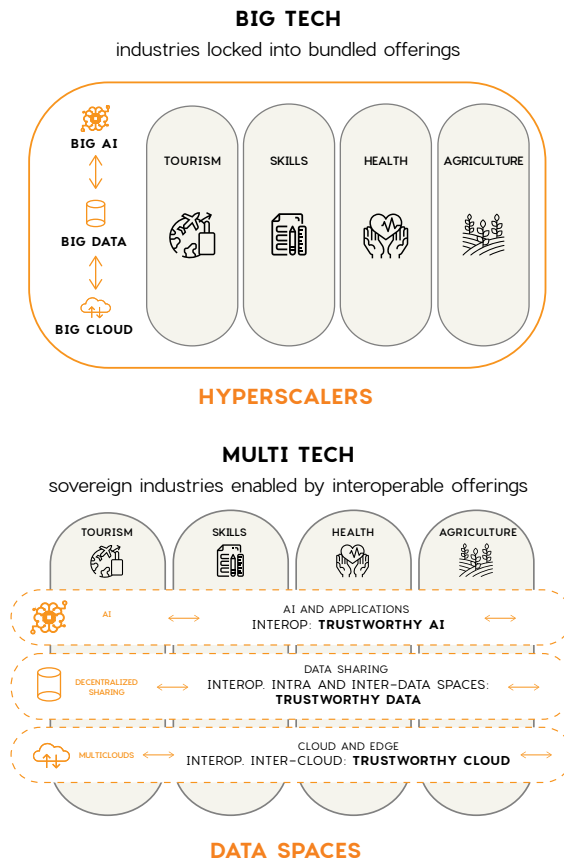 BIG TECH
industries locked into bundled offerings
BIG AI
BIG DATA
BIG CLOUD
TOURISM
SKILLS
HEALTH
AGRICULTURE
HYPERSCALERS
MULTI TECH
sovereign industries enabled by interoperable offerings
TOURISM
SKILLS
HEALTH
AGRICULTURE
AI
AI AND APPLICATIONS
INTEROP: TRUSTWORTHY AI
DECENTRALIZED
SHARING
DATA SHARING
INTEROP. INTRA AND INTER-DATA SPACES:
TRUSTWORTHY DATA
MULTICLOUDS
CLOUD AND EDGE
INTEROP. INTER-CLOUD: TRUSTWORTHY CLOUD
DATA SPACES